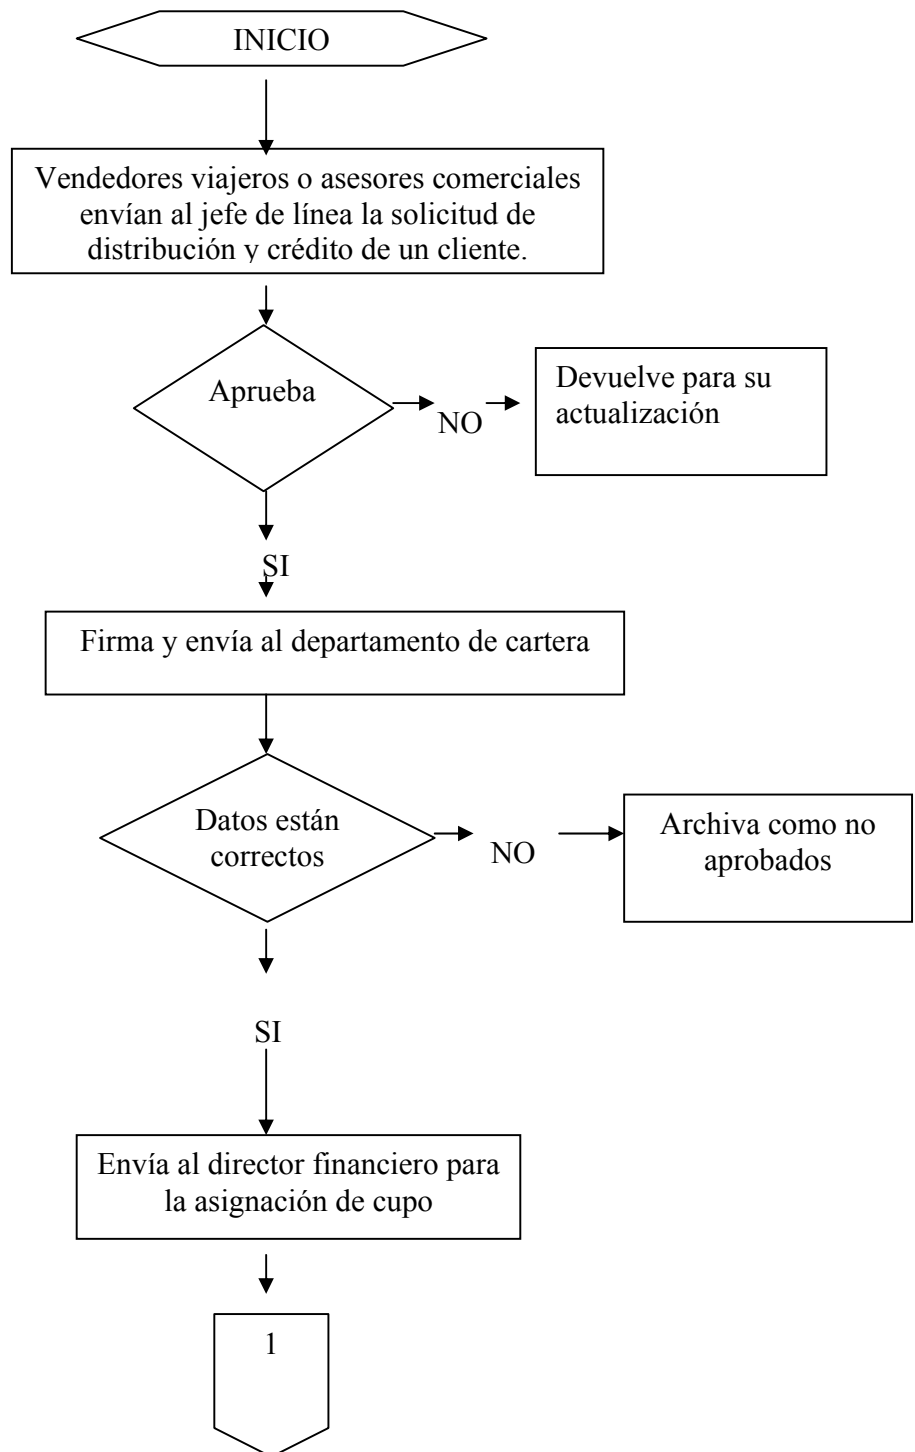 INICIO
Vendedores viajeros o asesores comerciales
envían al jefe de línea la solicitud de
distribución y crédito de un cliente.
Aprueba
NO
Devuelve para su
actualización
SI
Firma y envía al departamento de cartera
Datos están
correctos
NO
Archiva como no
aprobados
SI
Envía al director financiero para
la asignación de cupo
1